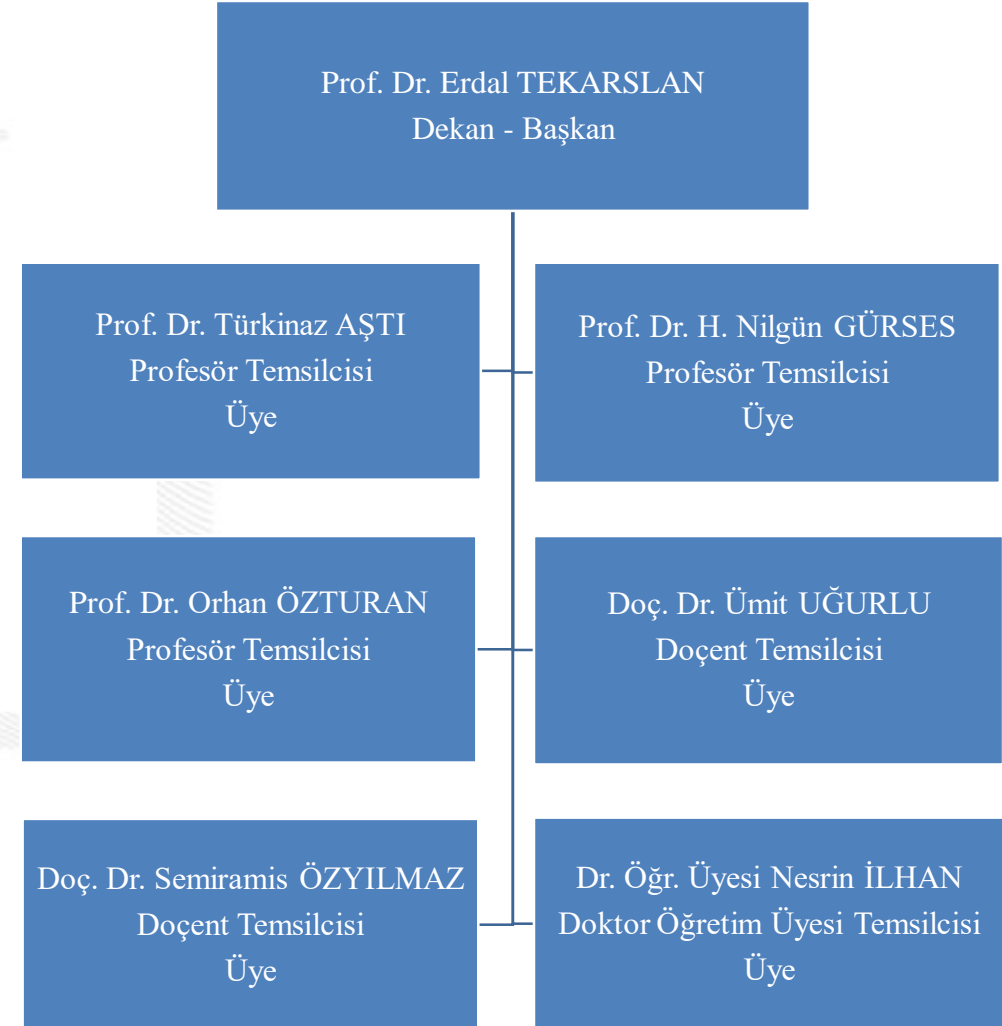 Prof. Dr. Erdal TEKARSLAN
Dekan - Başkan
Prof. Dr. Türkinaz AŞTI
Profesör Temsilcisi
Üye
Prof. Dr. H. Nilgün GÜRSES
Profesör Temsilcisi
Üye
Prof. Dr. Orhan ÖZTURAN
Profesör Temsilcisi
Üye
Doç. Dr. Ümit UĞURLU
Doçent Temsilcisi
Üye
Doç. Dr. Semiramis ÖZYILMAZ
Doçent Temsilcisi
Üye
Dr. Öğr. Üyesi Nesrin İLHAN
Doktor Öğretim Üyesi Temsilcisi
Üye